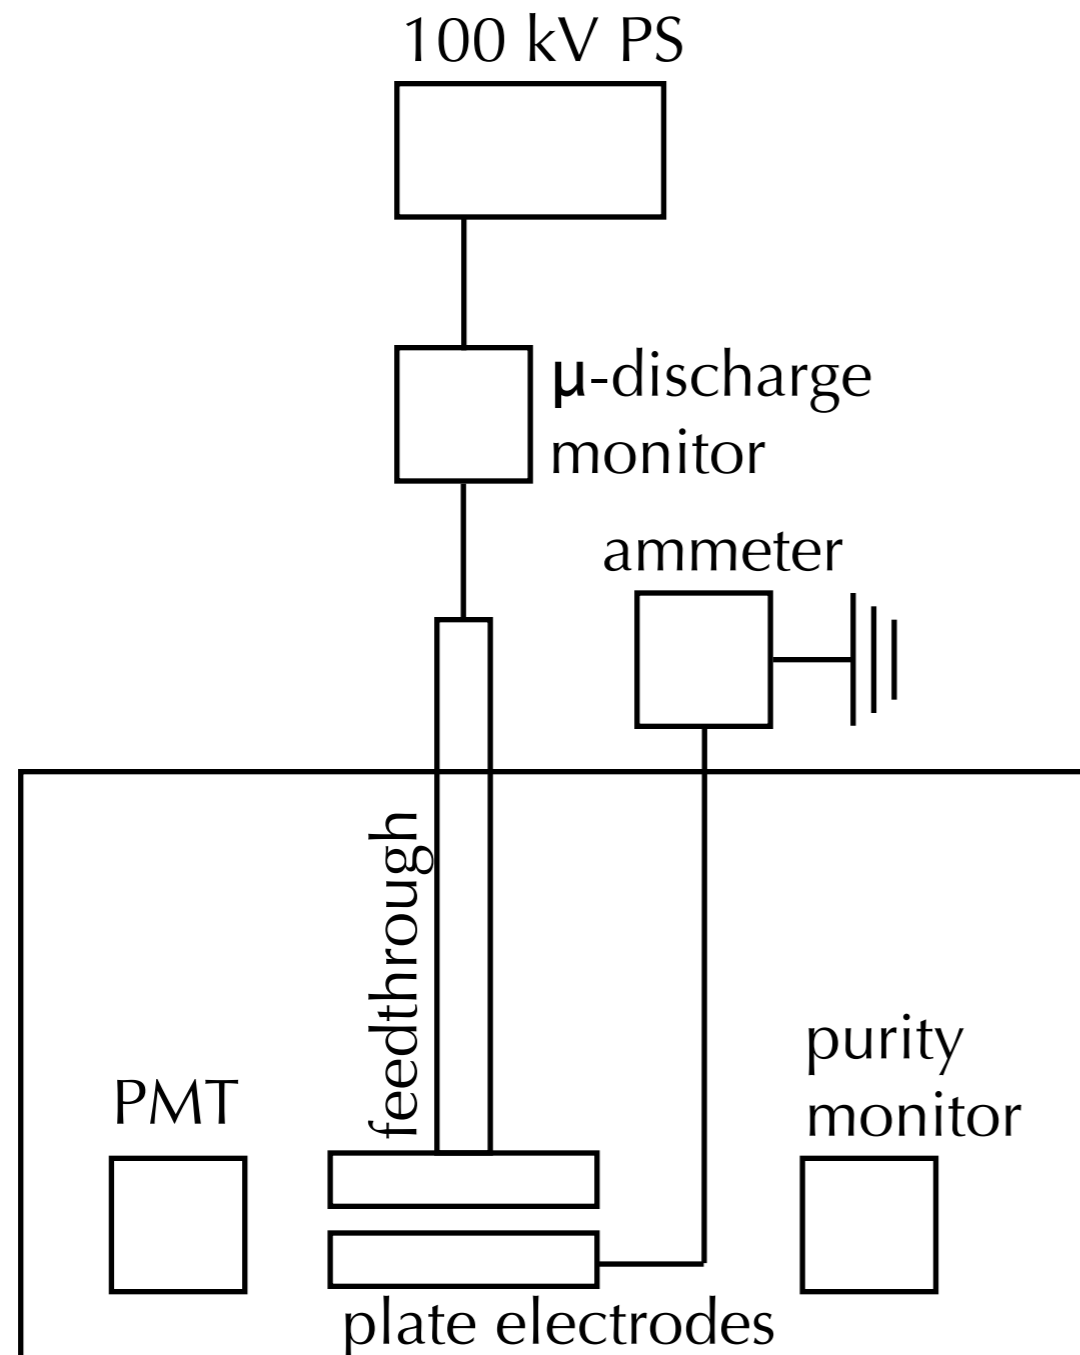 100 kV PS
μ-discharge
monitor
ammeter
feedthrough
PMT
purity
monitor
plate electrodes